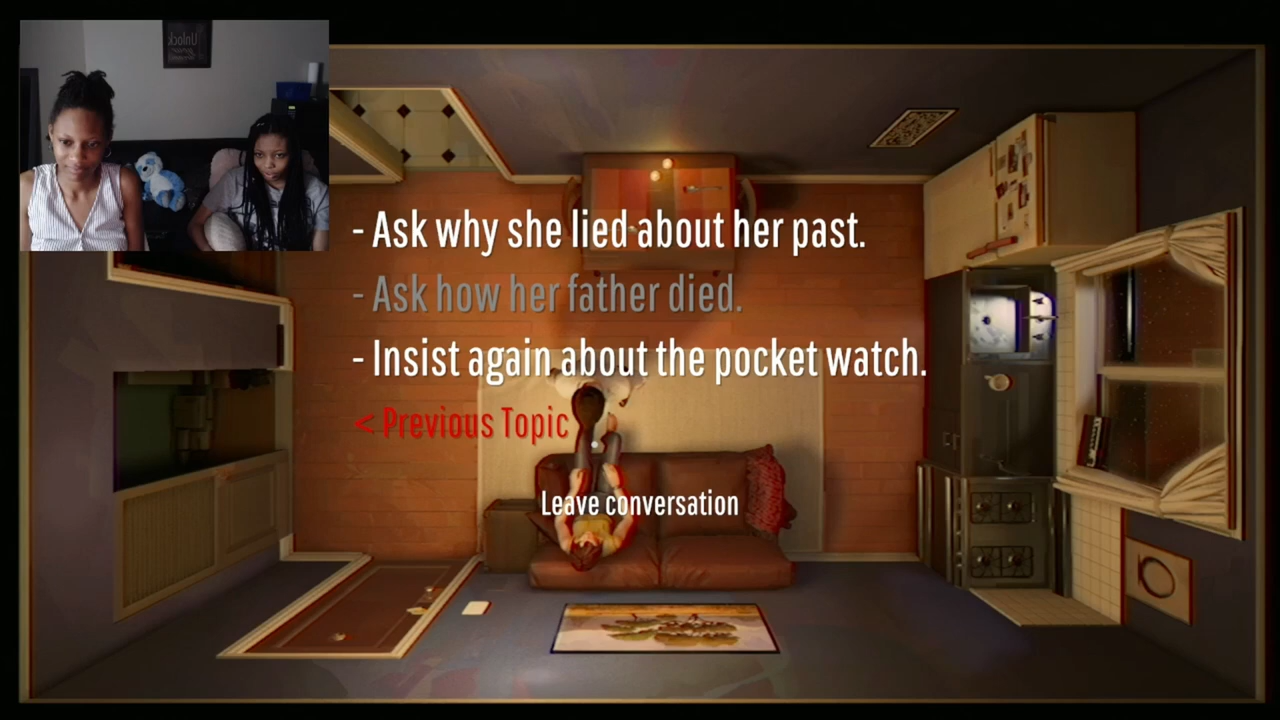 Unlock
- Ask why she lied about her past.
- Ask how her father died.
- Insist again about the pocket watch.
< Previous Topic
Leave conversation